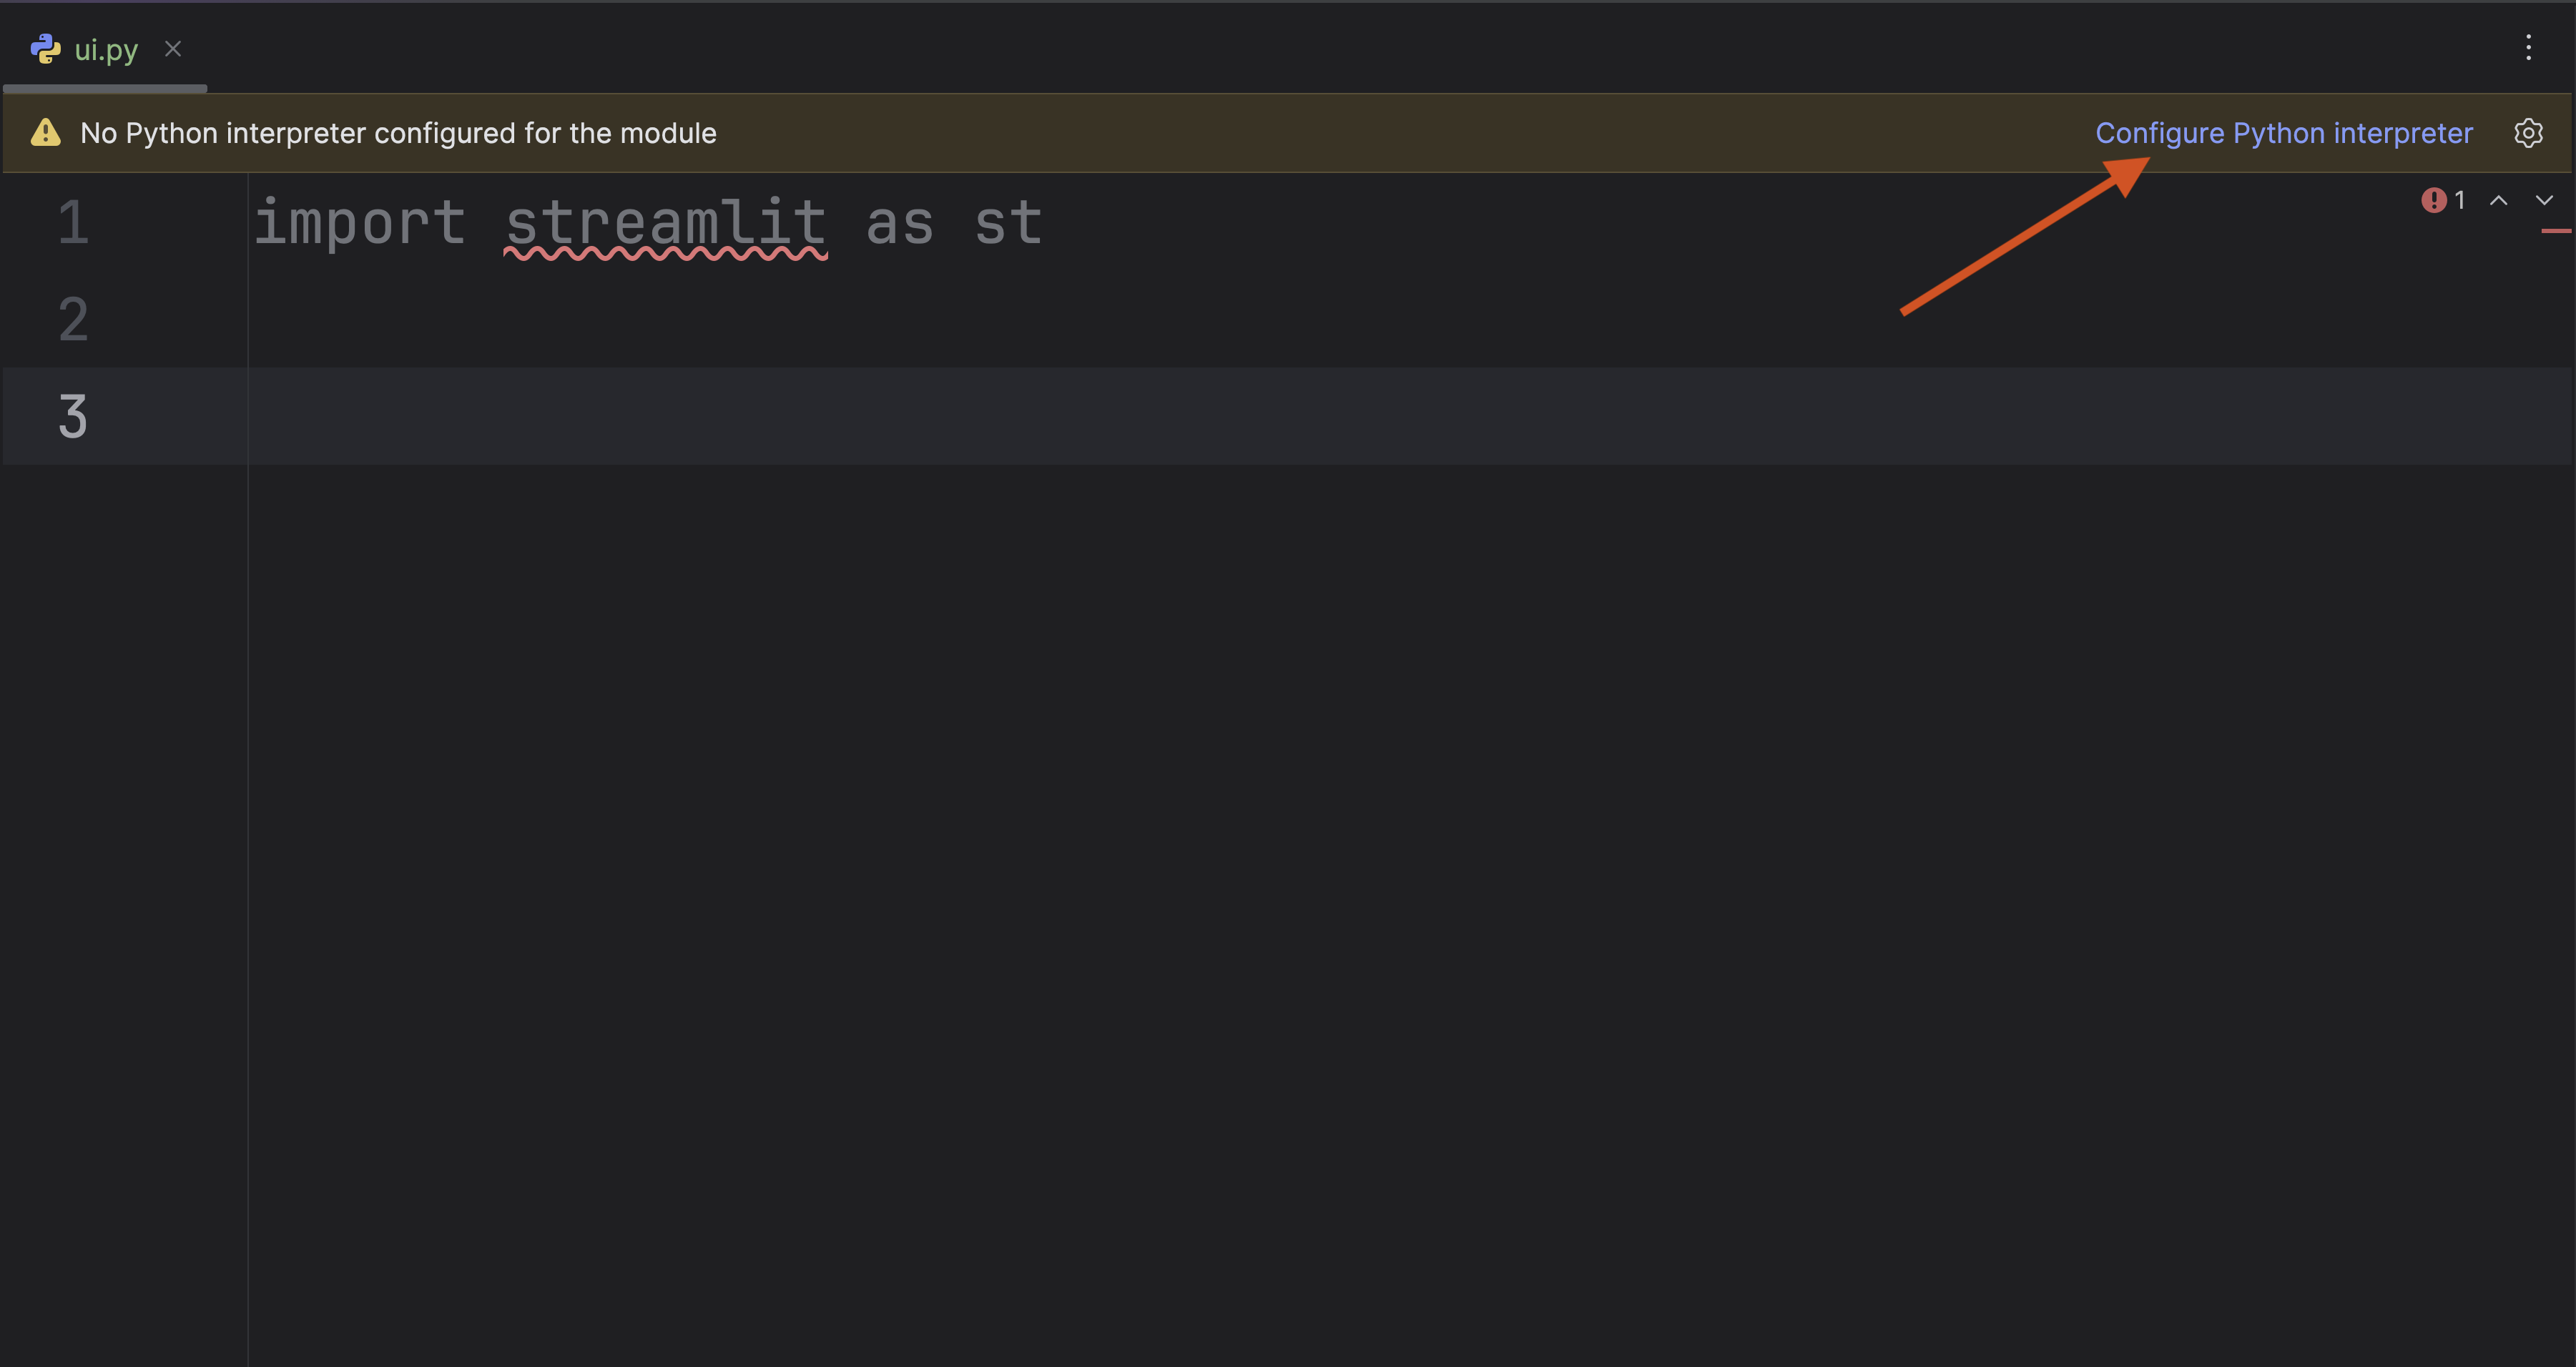 ui.py
No Python interpreter configured for the module Configure Python interpreter
1 import streamlit as st 1
2
3